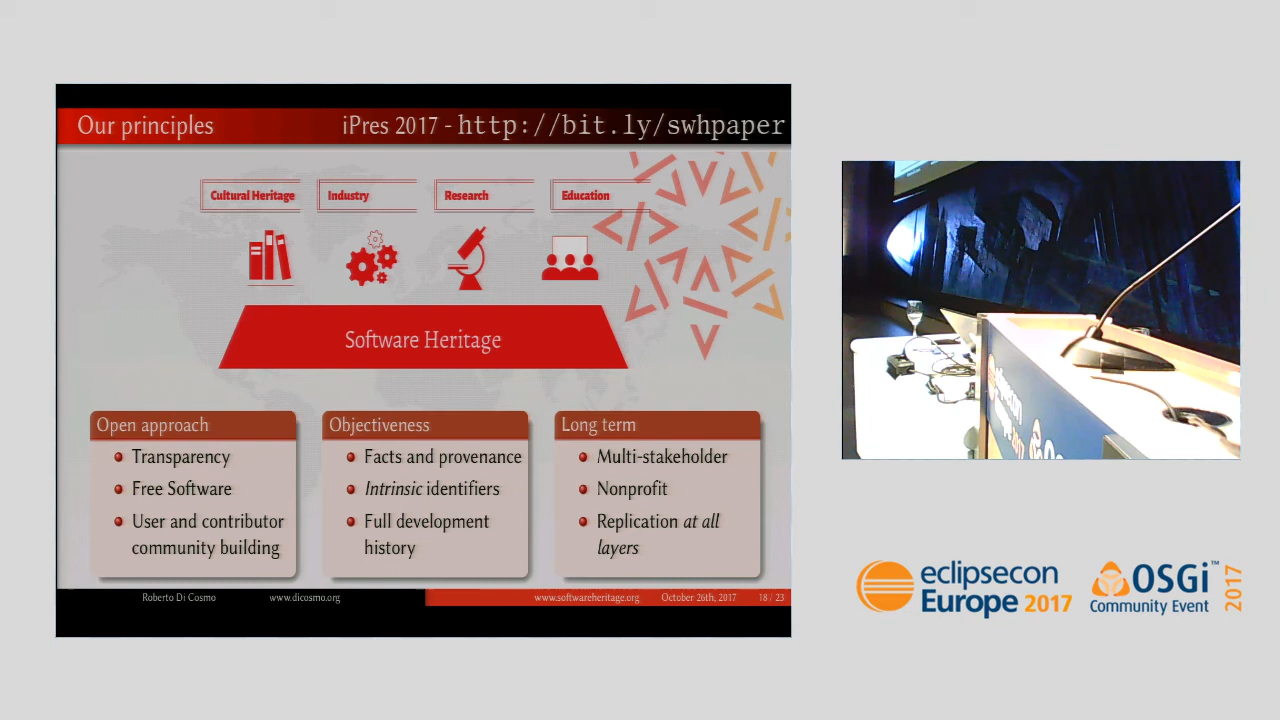 Our principles
iPres 2017 - http://bit.ly/swhpaper
Cultural Heritage
Industry
Research
Education
Software Heritage
Open approach
Transparency
Free Software
User and contributor
community building
Objectiveness
Facts and provenance
Intrinsic identifiers
Full development
history
Long term
Multi-stakeholder
Nonprofit
Replication at all
layers
Roberto Di Cosmo
www.dicosmo.org
www.softwareheritage.org
October 26th, 2017
18 / 23
eclipsecon
Europe 2017
OSGi™
Community Event
2017